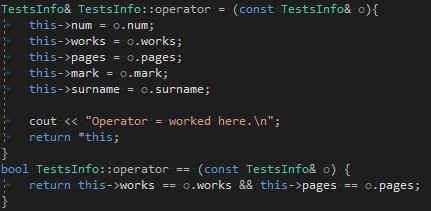 TestsInfo& TestsInfo::operator = (const TestsInfo& o){
this->num = o.num;
this->works = o.works;
this->pages = o.pages;
this->mark = o.mark;
this->surname = o.surname;
cout << "Operator = worked here.\n";
return *this;
}
bool TestsInfo::operator == (const TestsInfo& o) {
return this->works == o.works && this->pages == o.pages;
}